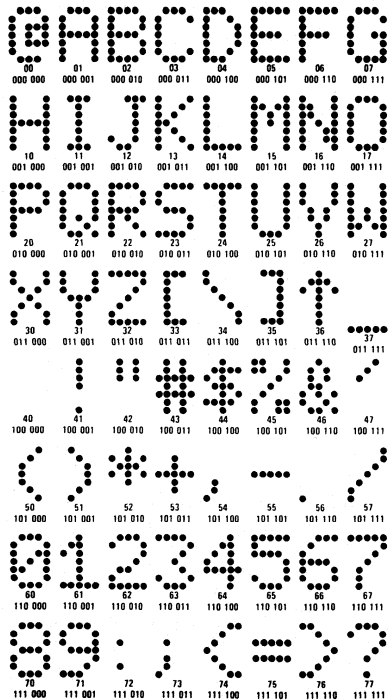 @ A B C D E F G
00 01 02 03 04 05 06 07
000 000 000 001 000 010 000 011 000 100 000 101 000 110 000 111
H I J K L M N O
10 11 12 13 14 15 16 17
001 000 001 001 001 010 001 011 001 100 001 101 001 110 001 111
P Q R S T U V W
20 21 22 23 24 25 26 27
010 000 010 001 010 010 010 011 010 100 010 101 010 110 010 111
X Y Z [ \ ] ↑ _
30 31 32 33 34 35 36 37
011 000 011 001 011 010 011 011 011 100 011 101 011 110 011 111
! " # $ % & '
40 41 42 43 44 45 46 47
100 000 100 001 100 010 100 011 100 100 100 101 100 110 100 111
( ) * + , - . /
50 51 52 53 54 55 56 57
101 000 101 001 101 010 101 011 101 100 101 101 101 110 101 111
0 1 2 3 4 5 6 7
60 61 62 63 64 65 66 67
110 000 110 001 110 010 110 011 110 100 110 101 110 110 110 111
8 9 : ; < = > ?
70 71 72 73 74 75 76 77
111 000 111 001 111 010 111 011 111 100 111 101 111 110 111 111